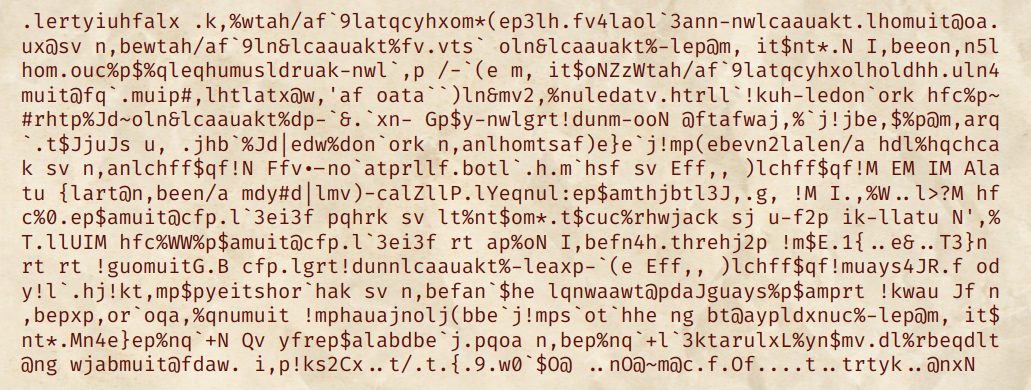 .lertyiuhfalx .k,%wtah/af`9latqcyhxom*(ep3lh.fv4laol`3ann-nwlcaauakt.lhomuit@oa.
ux@sv n,bewtah/af`9ln&lcaauakt%fv.vts` oln&lcaauakt%-lep@m, it$nt*.N I,beeon,n5l
hom.ouc%p$%qleqhumusldruak-nwl`,p /-`(e m, it$oNZzWtah/af`9latqcyhxolholdhh.uln4
muit@fq`.muip#,lhtlatx@w,'af oata``)ln&mv2,%nuledatv.htrll`!kuh-ledon`ork hfc%p~
#rhtp%Jd~oln&lcaauakt%dp-`&.`xn- Gp$y-nwlgrt!dunm-ooN @ftafwaj,%`j!jbe,$%p@m,arq
`.t$JjuJs u, .jhb`%Jd|edw%don`ork n,anlhomtsaf)e}e`j!mp(ebevn2lalen/a hdl%hqchca
k sv n,anlchff$qf!N Ffv•—no`atprllf.botl`.h.m`hsf sv Eff,, )lchff$qf!M EM IM Ala
tu {lart@n,been/a mdy#d|lmv)-calZllP.lYeqnul:ep$amthjbtl3J,.g, !M I.,%W..l>?M hf
c%0.ep$amuit@cfp.l`3ei3f pqhrk sv lt%nt$om*.t$cuc%rhwjack sj u-f2p ik-llatu N',%
T.llUIM hfc%WW%p$amuit@cfp.l`3ei3f rt ap%oN I,befn4h.threhj2p !m$E.1{..e&..T3}n
rt rt !guomuitG.B cfp.lgrt!dunnlcaauakt%-leaxp-`(e Eff,, )lchff$qf!muays4JR.f od
y!l`.hj!kt,mp$pyeitshor`hak sv n,befan`$he lqnwaawt@pdaJguays%p$amprt !kwau Jf n
,bepxp,or`oqa,%qnumuit !mphauajnolj(bbe`j!mps`ot`hhe ng bt@aypldxnuc%-lep@m, it$
nt*.Mn4e}ep%nq`+N Qv yfrep$alabdbe`j.pqoa n,bep%nq`+l`3ktarulxL%yn$mv.dl%rbeqdlt
@ng wjabmuit@fdaw. i,p!ks2Cx..t/.t.{.9.w0`$O@ ..nO@~m@c.f.Of....t..trtyk..@nxN